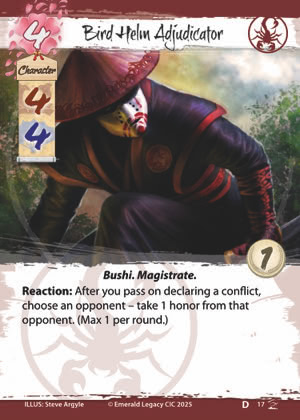 4
Bird Helm Adjudicator
Character
4
4
1
Bushi. Magistrate.
Reaction: After you pass on declaring a conflict,
choose an opponent – take 1 honor from that
opponent. (Max 1 per round.)
ILLUS: Steve Argyle © Emerald Legacy CIC 2025 D 17